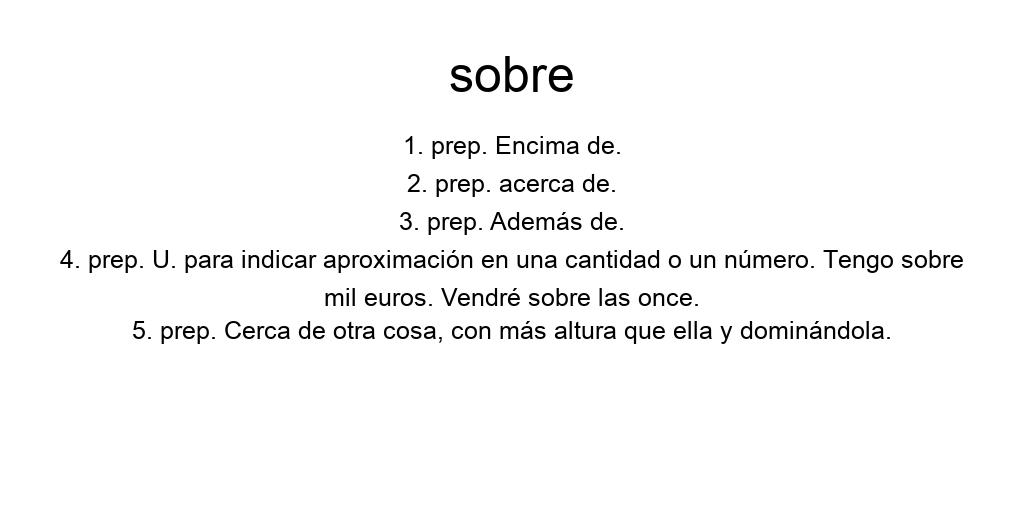 sobre
1. prep. Encima de.
2. prep. acerca de.
3. prep. Además de.
4. prep. U. para indicar aproximación en una cantidad o un número. Tengo sobre
mil euros. Vendré sobre las once.
5. prep. Cerca de otra cosa, con más altura que ella y dominándola.